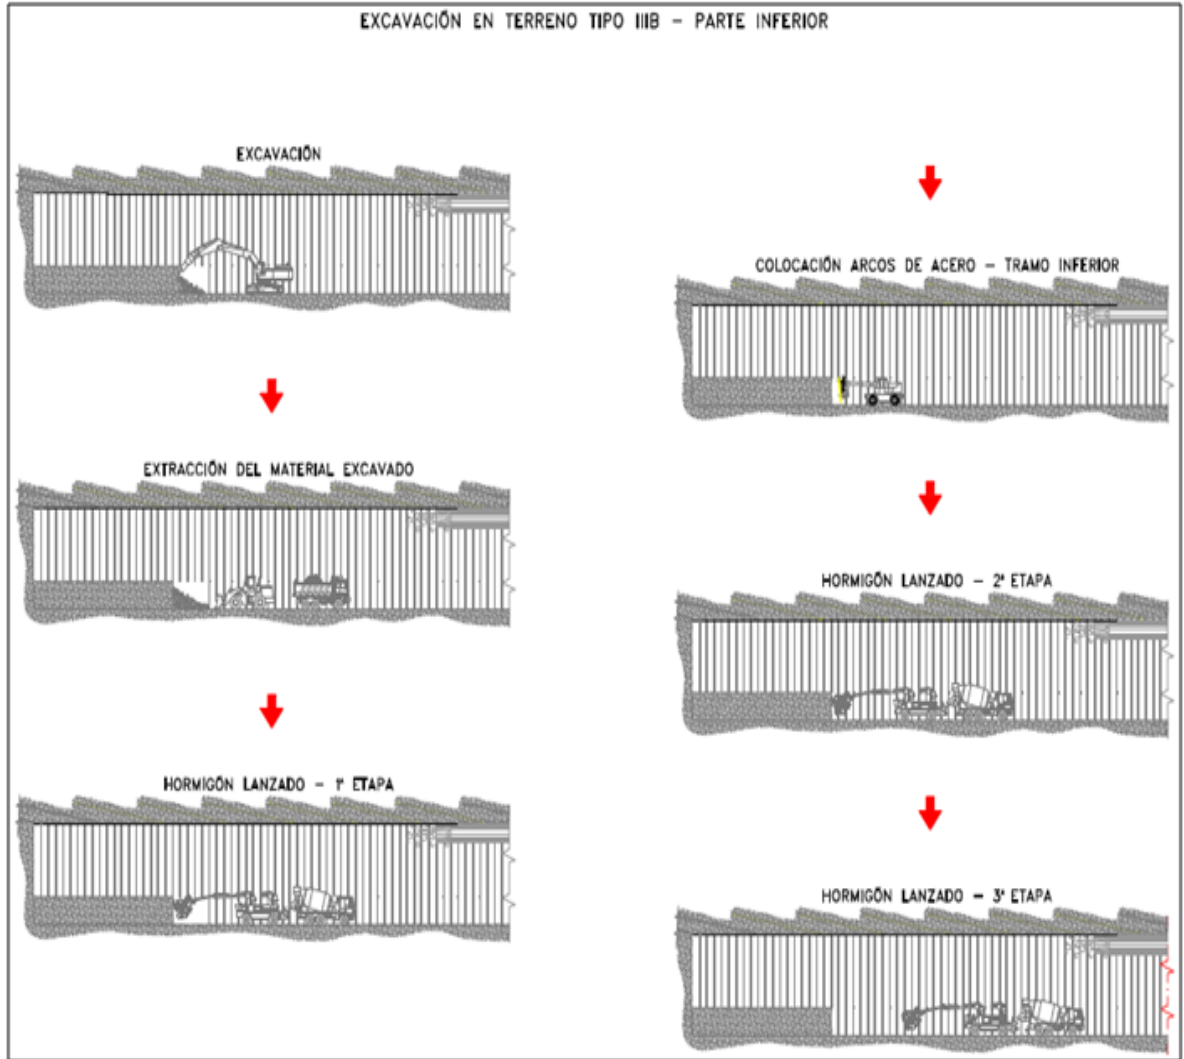 EXCAVACIÓN EN TERRENO TIPO IIIB - PARTE INFERIOR
EXCAVACIÓN
EXTRACCIÓN DEL MATERIAL EXCAVADO
HORMIGÓN LANZADO - 1ª ETAPA
COLOCACIÓN ARCOS DE ACERO - TRAMO INFERIOR
HORMIGÓN LANZADO - 2ª ETAPA
HORMIGÓN LANZADO - 3ª ETAPA